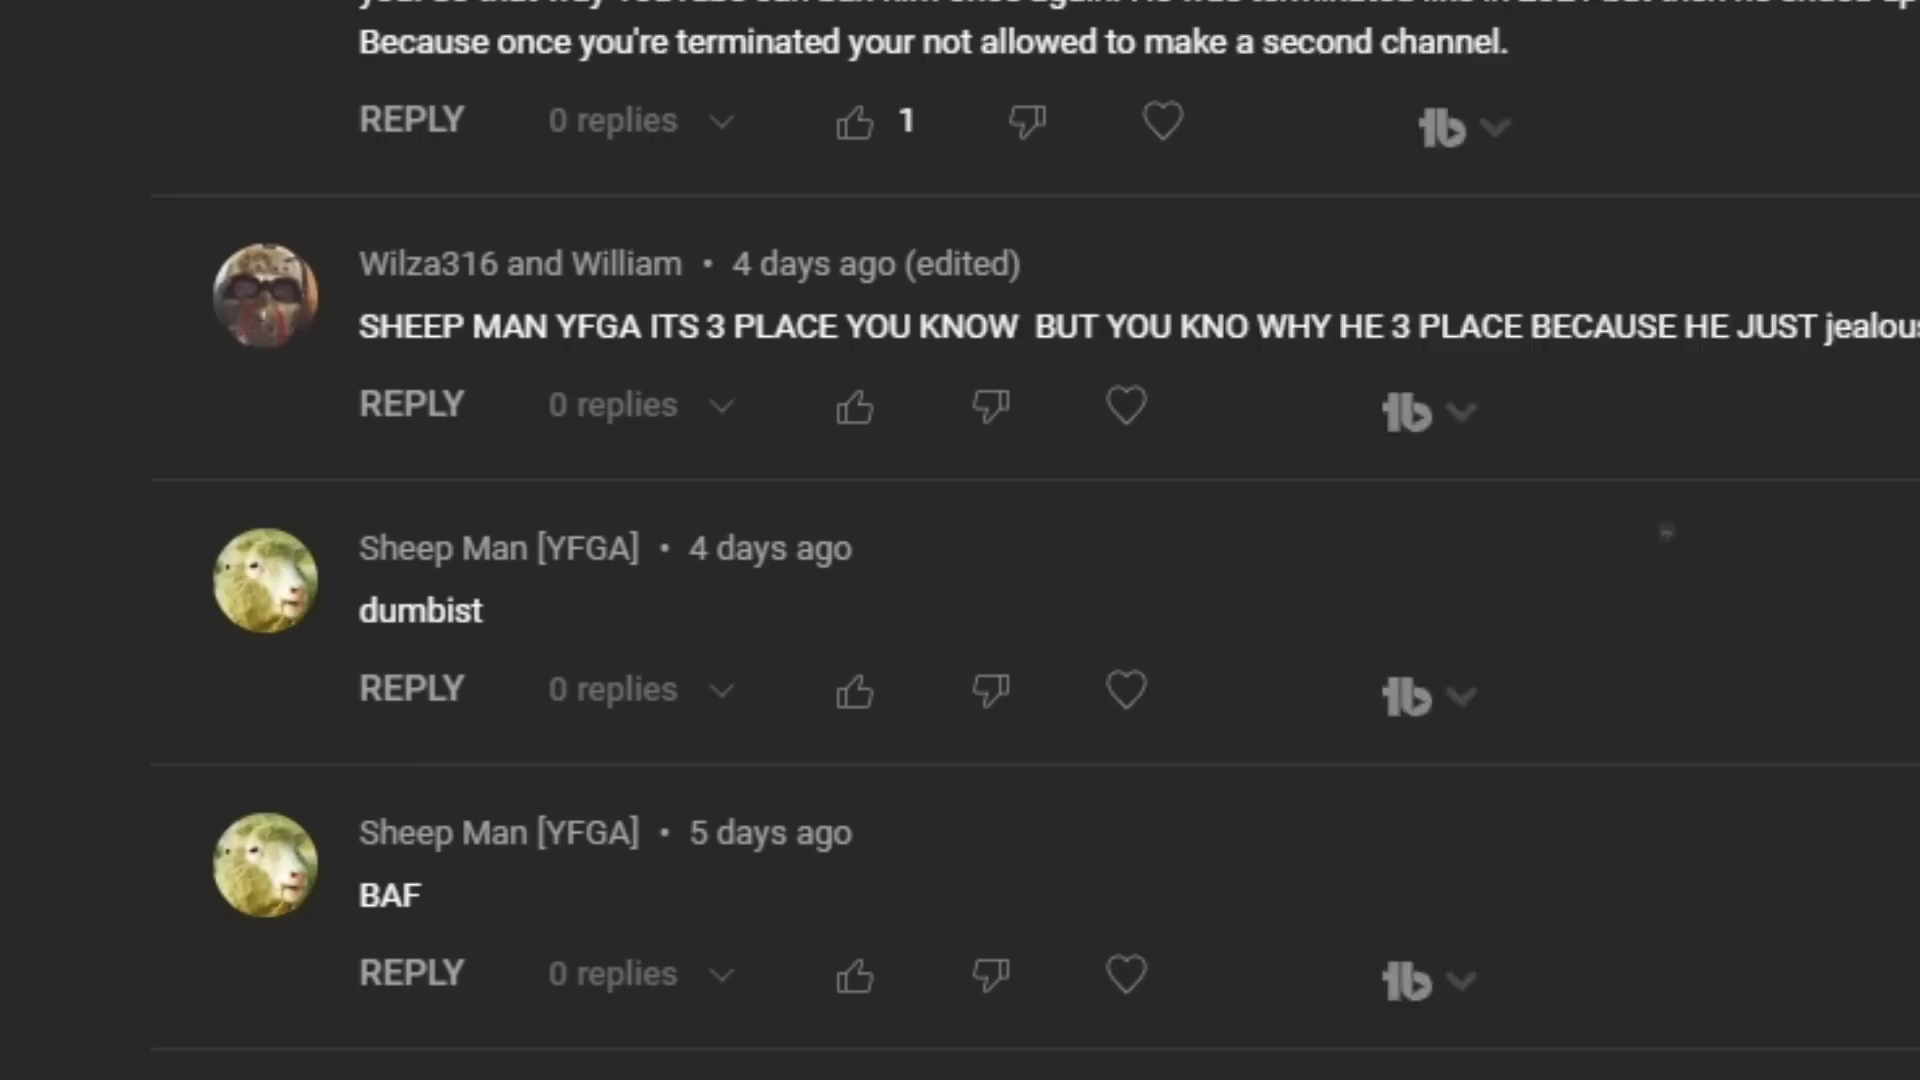 Because once you're terminated your not allowed to make a second channel.
REPLY 0 replies 1
Wilza316 and William • 4 days ago (edited)
SHEEP MAN YFGA ITS 3 PLACE YOU KNOW BUT YOU KNO WHY HE 3 PLACE BECAUSE HE JUST jealous
REPLY 0 replies
Sheep Man [YFGA] • 4 days ago
dumbist
REPLY 0 replies
Sheep Man [YFGA] • 5 days ago
BAF
REPLY 0 replies